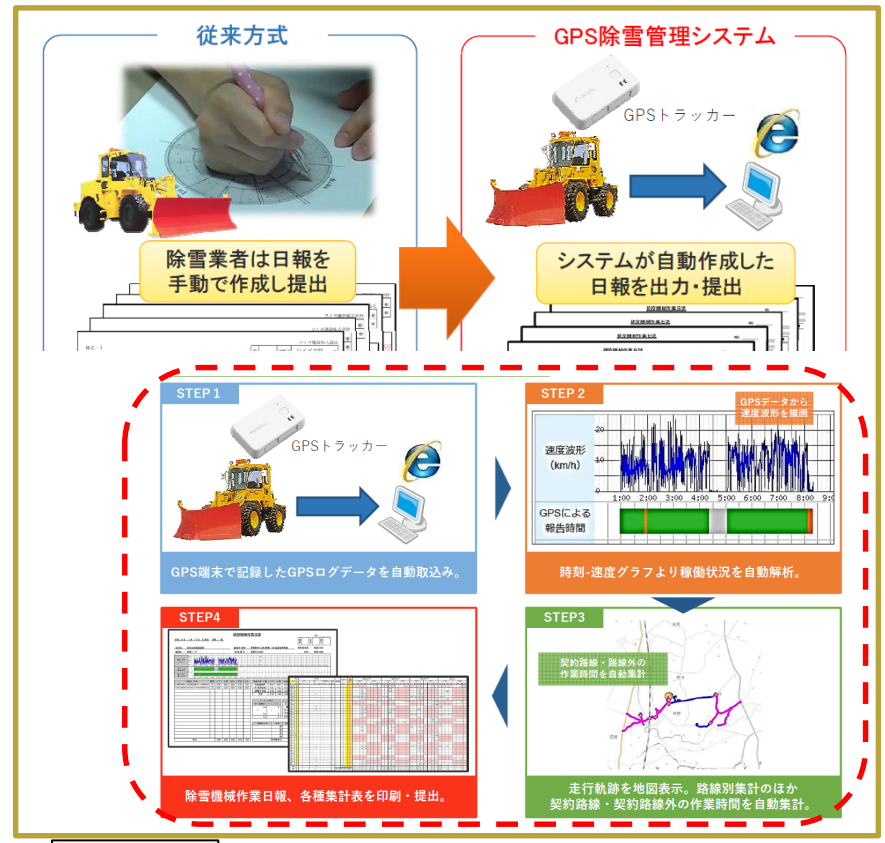 従来方式
GPS除雪管理システム
GPSトラッカー
除雪業者は日報を
手動で作成し提出
システムが自動作成した
日報を出力・提出
STEP1
GPSトラッカー
GPS端末で記録したGPSログデータを自動取込み。
STEP2
GPSデータから
速度波形を描画
速度波形
(km/h)
20
10
0
1:00 2:00 3:00 4:00 5:00 6:00 7:00 8:00 9:0
GPSによる
報告時間
時刻-速度グラフより稼働状況を自動解析。
STEP3
契約路線・路線外の
作業時間を自動集計
走行軌跡を地図表示。路線別集計のほか
契約路線・契約路線外の作業時間を自動集計。
STEP4
除雪機械作業日報、各種集計表を印刷・提出。